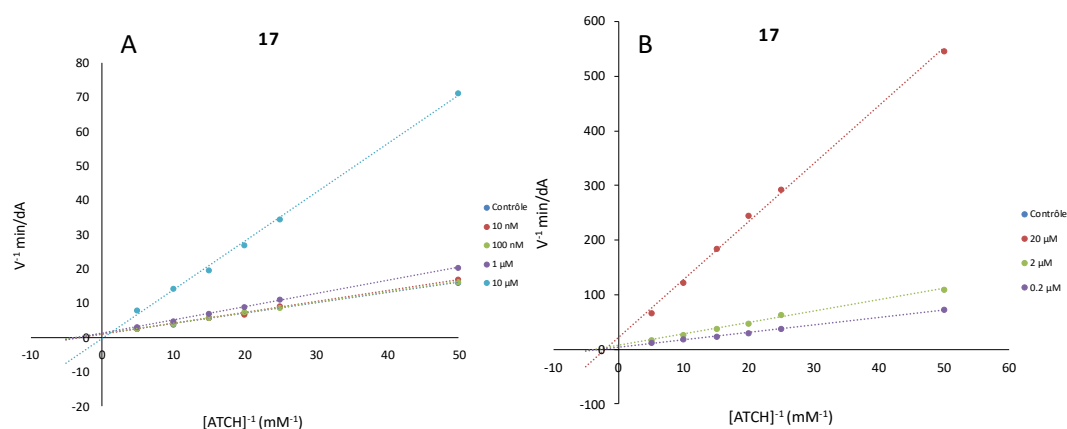 A
17
80
70
60
50
40
30
20
10
0
-10
-20
-10
0
10
20
30
40
50
V⁻¹ min/dA
[ATCH]⁻¹ (mM⁻¹)
Contrôle
10 nM
100 nM
1 µM
10 µM
B
17
600
500
400
300
200
100
0
-100
-10
0
10
20
30
40
50
60
V⁻¹ min/dA
[ATCH]⁻¹ (mM⁻¹)
Contrôle
20 µM
2 µM
0.2 µM